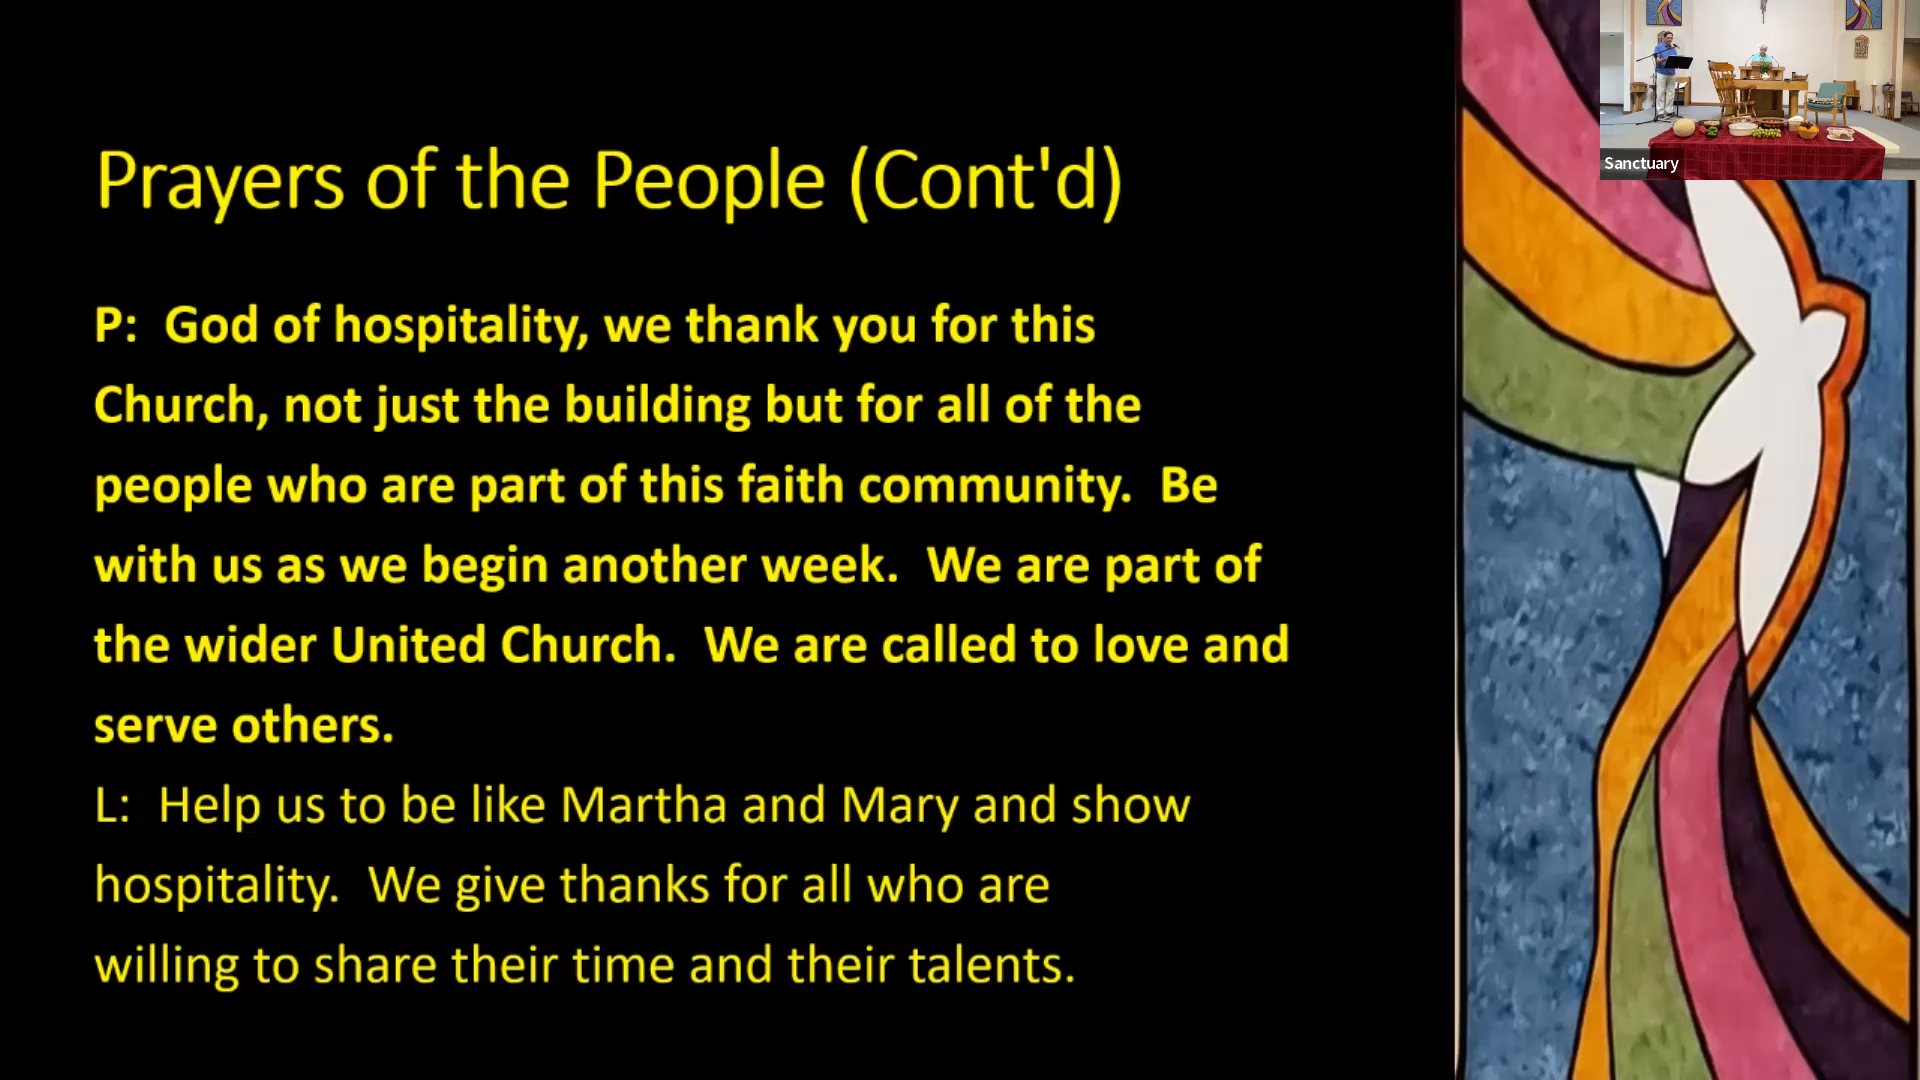 Sanctuary
Prayers of the People (Cont'd)
P:  God of hospitality, we thank you for this
Church, not just the building but for all of the
people who are part of this faith community.  Be
with us as we begin another week.  We are part of
the wider United Church.  We are called to love and
serve others.
L:  Help us to be like Martha and Mary and show
hospitality.  We give thanks for all who are
willing to share their time and their talents.